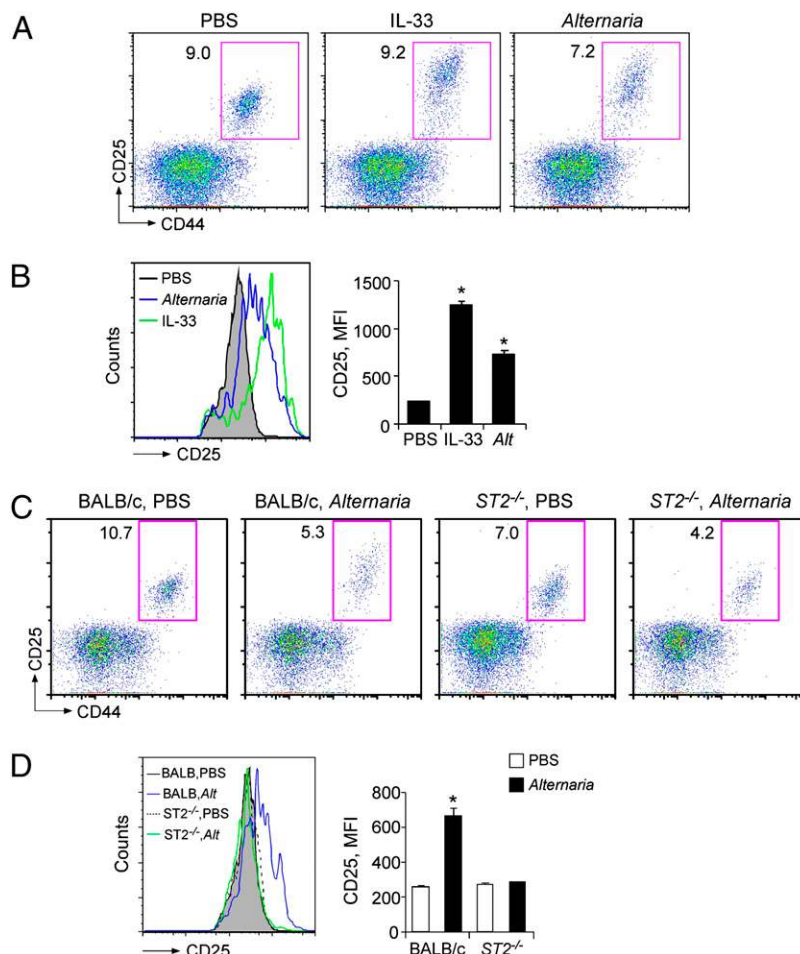 A
PBS
IL-33
Alternaria
9.0
9.2
7.2
CD25
CD44
B
PBS
Alternaria
IL-33
Counts
CD25
CD25, MFI
1500
1000
500
0
PBS
IL-33
Alt
*
*
C
BALB/c, PBS
BALB/c, Alternaria
ST2-/-, PBS
ST2-/-, Alternaria
10.7
5.3
7.0
4.2
CD25
CD44
D
BALB,PBS
BALB,Alt
ST2-/-,PBS
ST2-/-,Alt
Counts
CD25
PBS
Alternaria
CD25, MFI
800
600
400
200
0
*
BALB/c
ST2-/-